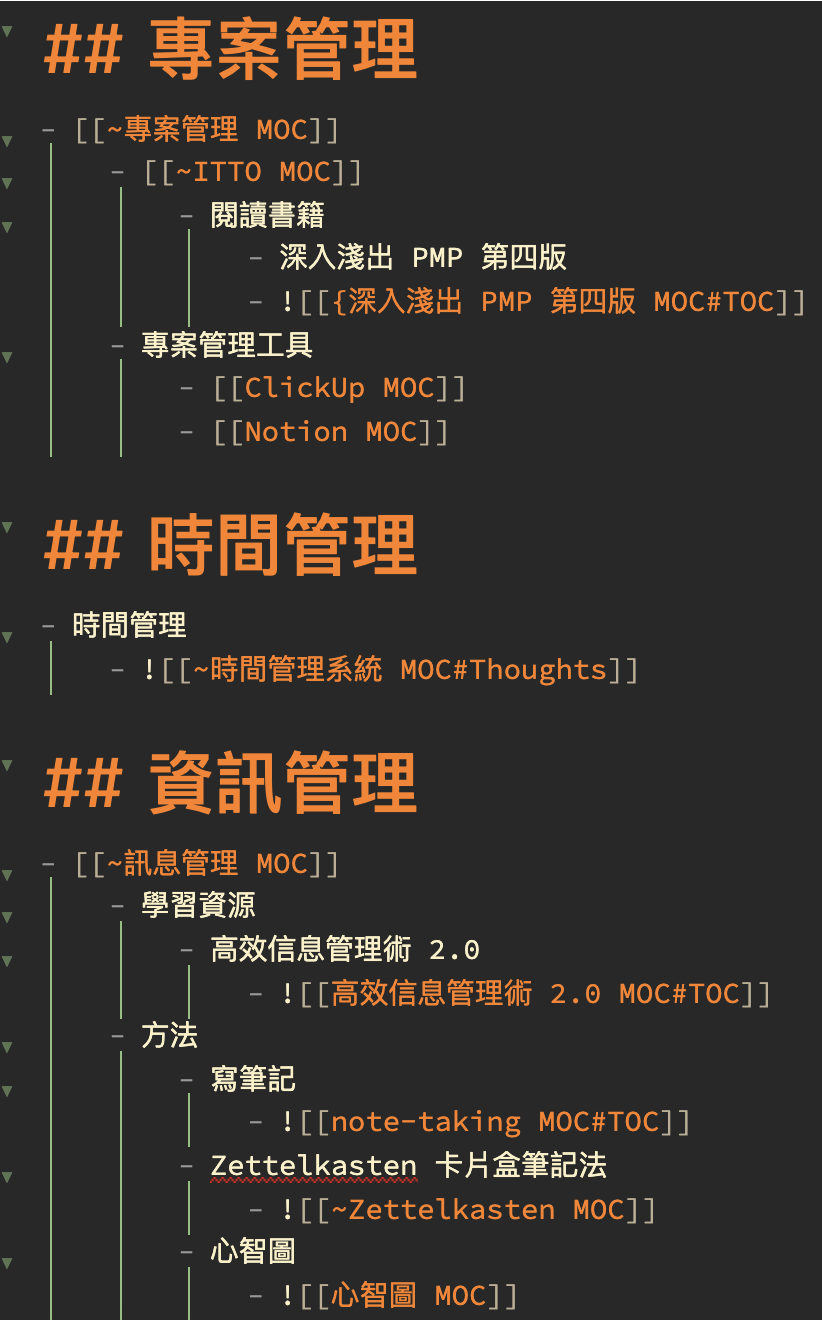 ## 專案管理
- [[~專案管理 MOC]]
- [[~ITTO MOC]]
- 閱讀書籍
- 深入淺出 PMP 第四版
- ![[{深入淺出 PMP 第四版 MOC#TOC]]
- 專案管理工具
- [[ClickUp MOC]]
- [[Notion MOC]]
## 時間管理
- 時間管理
- ![[~時間管理系統 MOC#Thoughts]]
## 資訊管理
- [[~訊息管理 MOC]]
- 學習資源
- 高效信息管理術 2.0
- ![[高效信息管理術 2.0 MOC#TOC]]
- 方法
- 寫筆記
- ![[note-taking MOC#TOC]]
- Zettelkasten 卡片盒筆記法
- ![[~Zettelkasten MOC]]
- 心智圖
- ![[心智圖 MOC]]